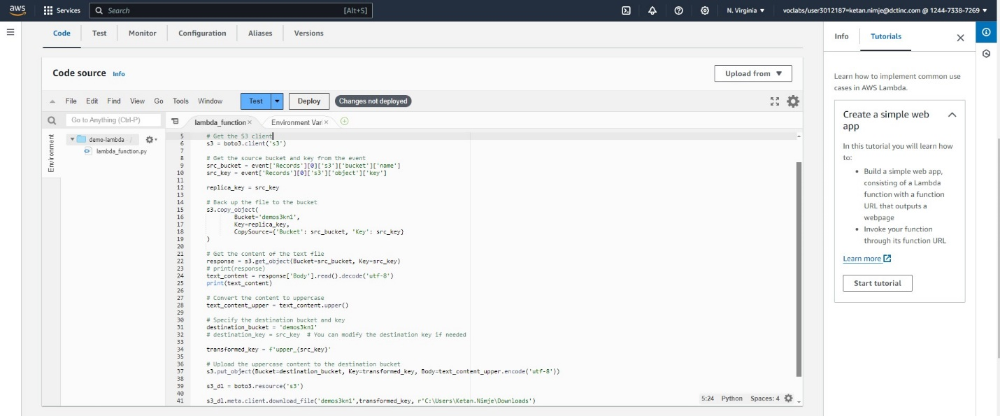 aws Services Search [Alt+S] N. Virginia voclabs/user3012187=ketan.nimje@dctinc.com @ 1244-7338-7269
Code Test Monitor Configuration Aliases Versions
Code source Info Upload from
File Edit Find View Go Tools Window Test Deploy Changes not deployed
Go to Anything (Ctrl-P) lambda_function Environment Vari
Environment
demo-lambda /
lambda_function.py
5 # Get the S3 client
6 s3 = boto3.client('s3')
7
8 # Get the source bucket and key from the event
9 src_bucket = event['Records'][0]['s3']['bucket']['name']
10 src_key = event['Records'][0]['s3']['object']['key']
11
12 replica_key = src_key
13
14 # Back up the file to the bucket
15 s3.copy_object(
16 Bucket='demos3kn1',
17 Key=replica_key,
18 CopySource={'Bucket': src_bucket, 'Key': src_key}
19 )
20
21 # Get the content of the text file
22 response = s3.get_object(Bucket=src_bucket, Key=src_key)
23 # print(response)
24 text_content = response['Body'].read().decode('utf-8')
25 print(text_content)
26
27 # Convert the content to uppercase
28 text_content_upper = text_content.upper()
29
30 # Specify the destination bucket and key
31 destination_bucket = 'demos3kn1'
32 # destination_key = src_key # You can modify the destination key if needed
33
34 transformed_key = f'upper_{src_key}'
35
36 # Upload the uppercase content to the destination bucket
37 s3.put_object(Bucket=destination_bucket, Key=transformed_key, Body=text_content_upper.encode('utf-8'))
38
39 s3_dl = boto3.resource('s3')
40
41 s3_dl.meta.client.download_file('demos3kn1',transformed_key, r'C:\Users\Ketan.Nimje\Downloads')
5:24 Python Spaces: 4
Info Tutorials
Learn how to implement common use
cases in AWS Lambda.
Create a simple web
app
In this tutorial you will learn how
to:
• Build a simple web app,
consisting of a Lambda
function with a function
URL that outputs a
webpage
• Invoke your function
through its function URL
Learn more
Start tutorial